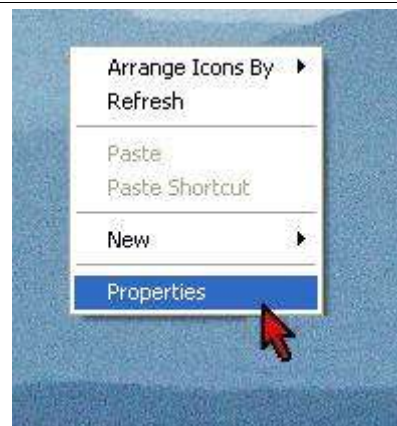 Arrange Icons By
Refresh
Paste
Paste Shortcut
New
Properties